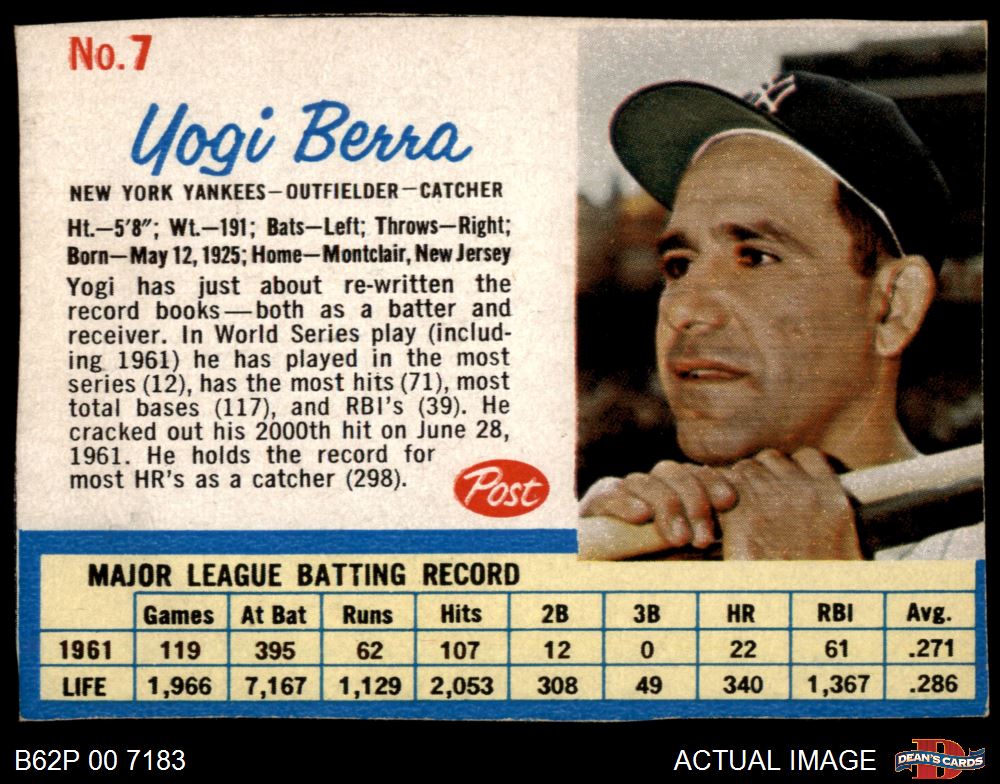 No. 7
Yogi Berra
NEW YORK YANKEES—OUTFIELDER—CATCHER
Ht.—5'8"; Wt.—191; Bats—Left; Throws—Right;
Born—May 12, 1925; Home—Montclair, New Jersey
Yogi has just about re-written the
record books—both as a batter and
receiver. In World Series play (includ-
ing 1961) he has played in the most
series (12), has the most hits (71), most
total bases (117), and RBI's (39). He
cracked out his 2000th hit on June 28,
1961. He holds the record for
most HR's as a catcher (298).
Post
MAJOR LEAGUE BATTING RECORD
Games At Bat Runs Hits 2B 3B HR RBI Avg.
1961 119 395 62 107 12 0 22 61 .271
LIFE 1,966 7,167 1,129 2,053 308 49 340 1,367 .286
B62P 00 7183 ACTUAL IMAGE DEAN'S CARDS